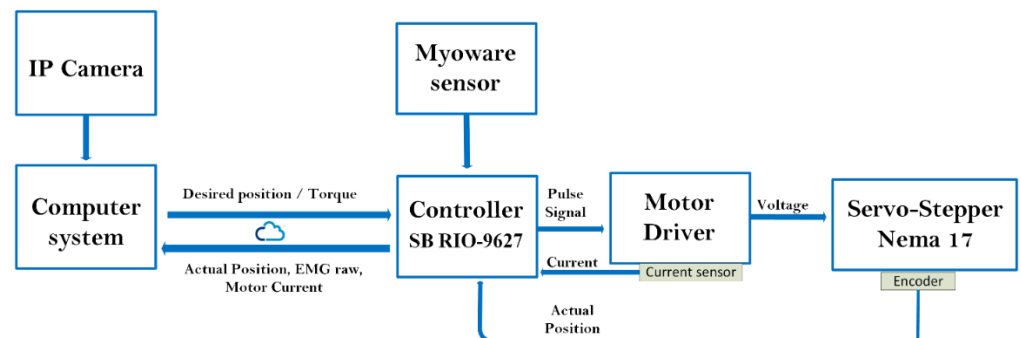 IP Camera
Myoware
sensor
Computer
system
Desired position / Torque
Actual Position, EMG raw,
Motor Current
Controller
SB RIO-9627
Pulse
Signal
Current
Motor
Driver
Current sensor
Voltage
Servo-Stepper
Nema 17
Encoder
Actual
Position